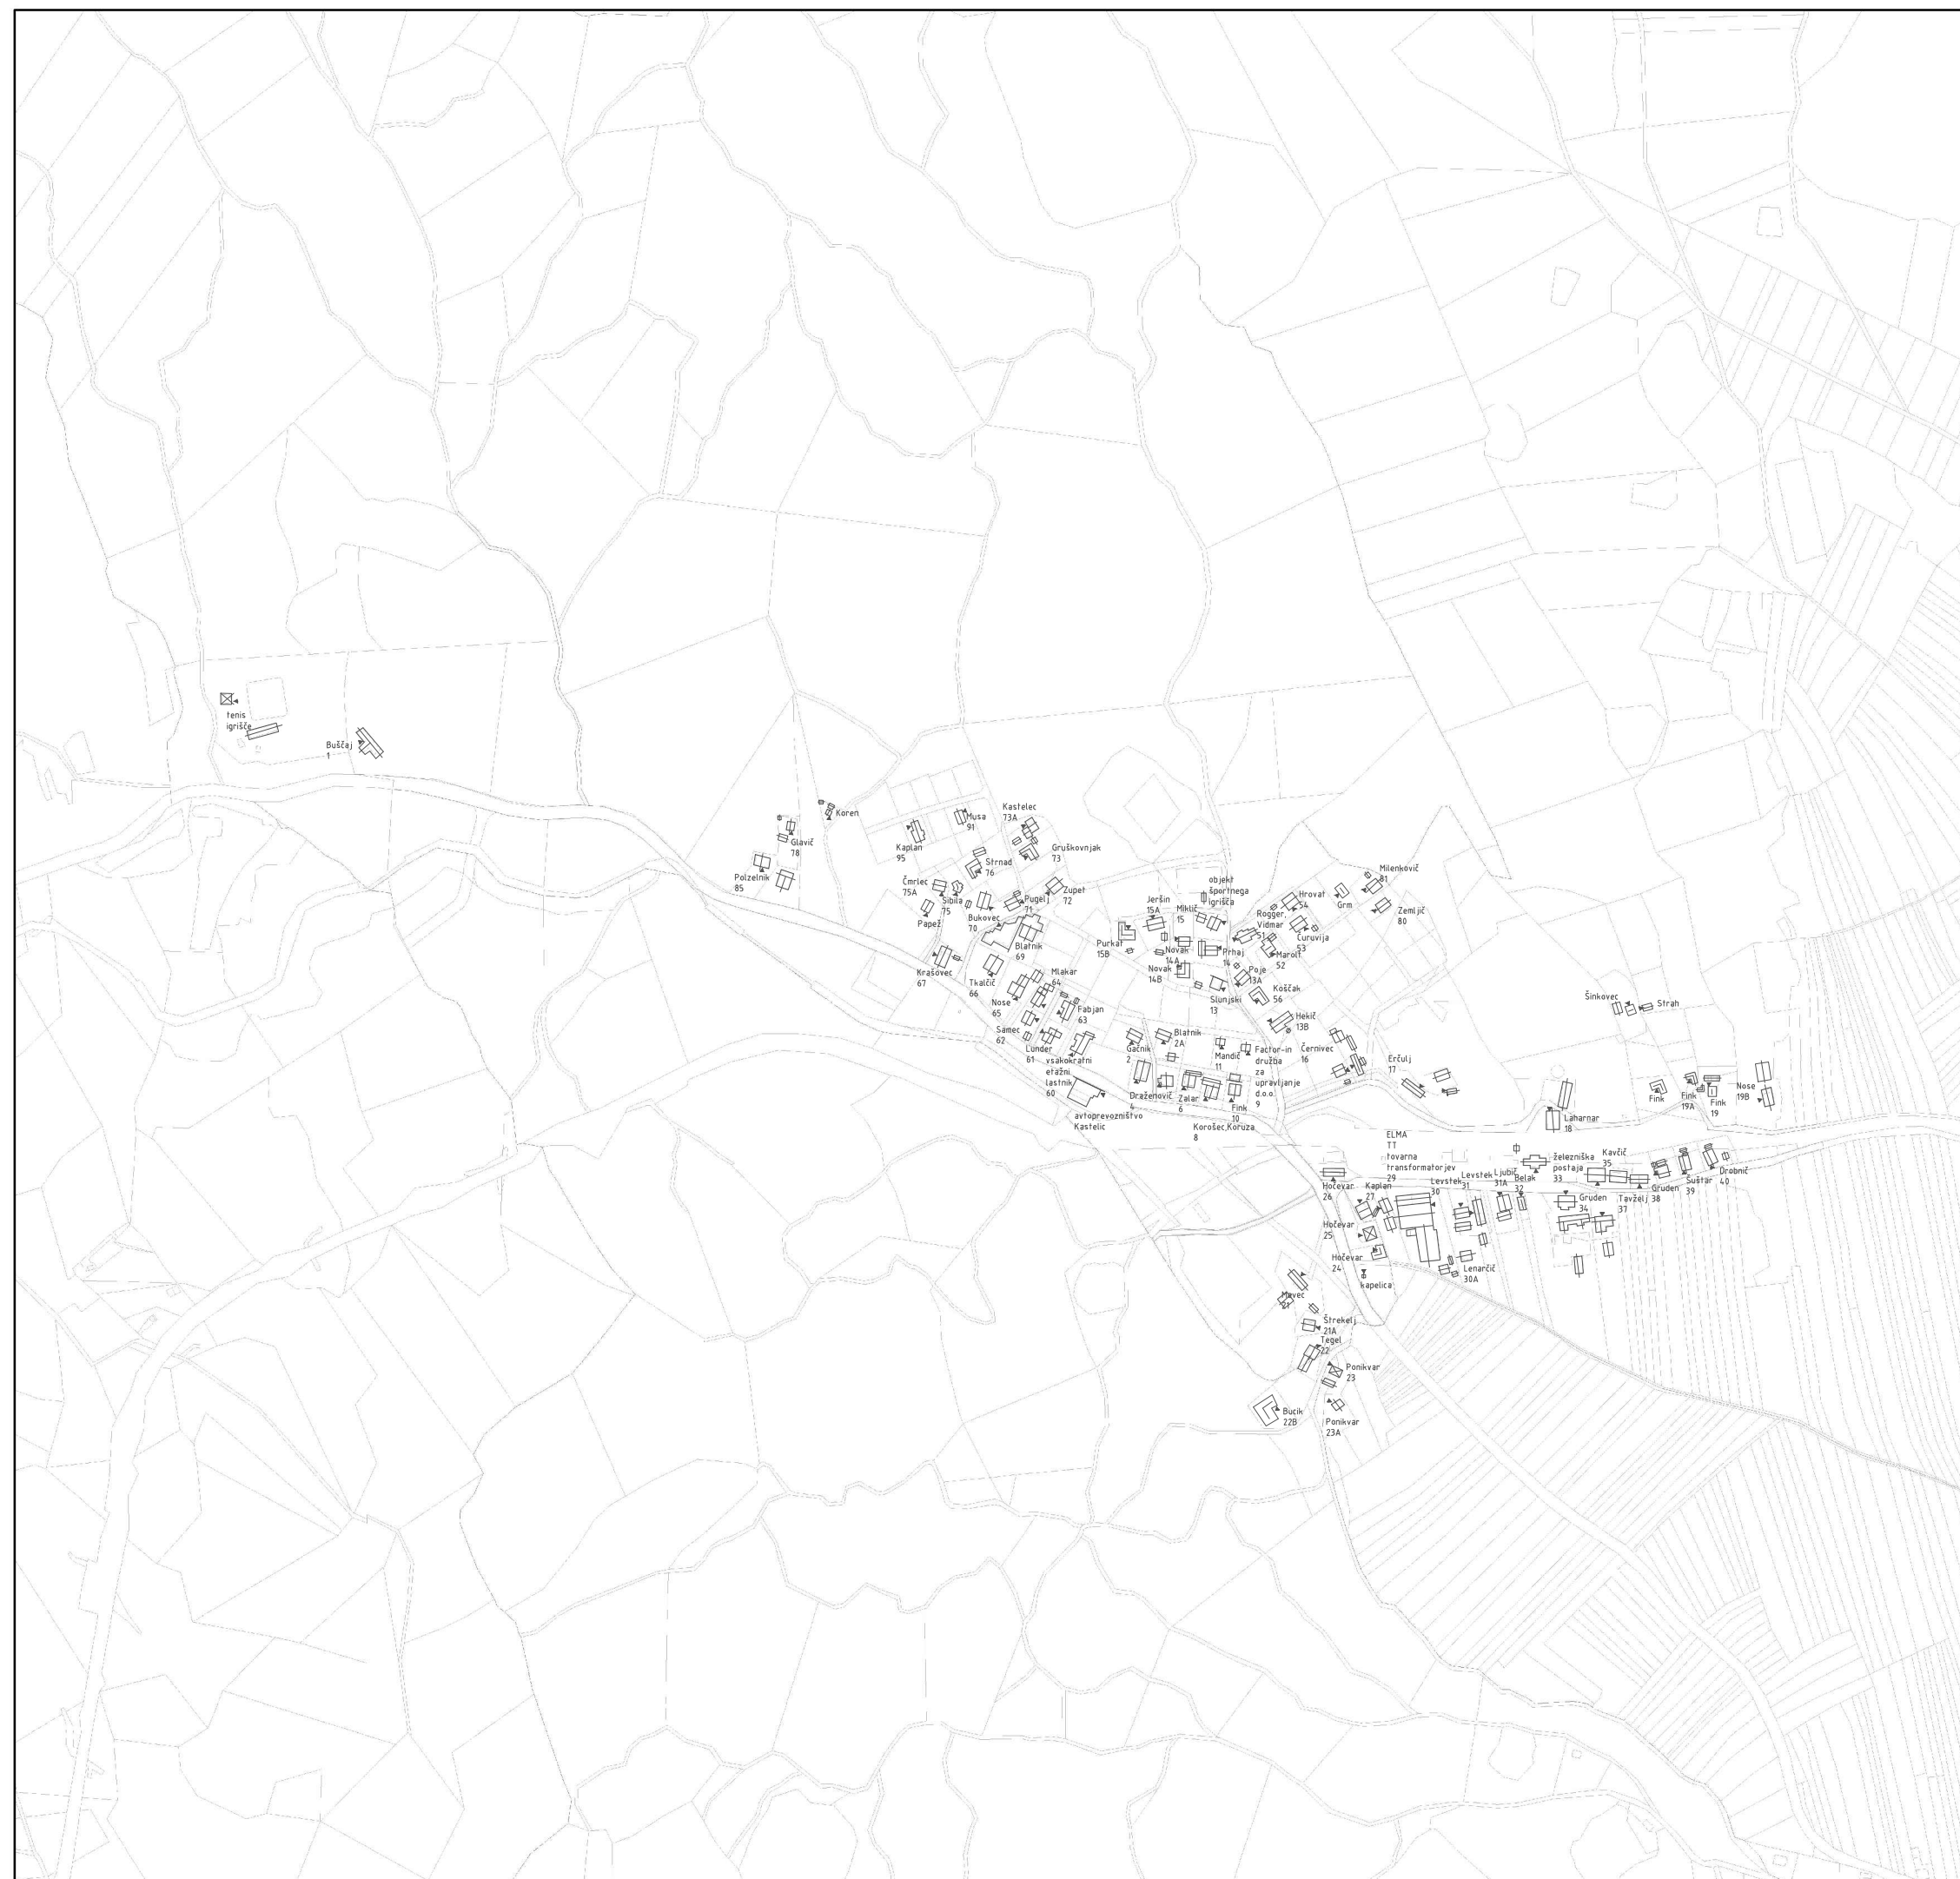 tenis
igrišče
Buščaj
1
Koren
Glavič
78
Polzelnik
85
Musa
91
Kaplan
95
Kastelec
73A
Gruškovnjak
73
Strnad
76
Čmrlec
75A
Sibila
75
Papež
Bukovec
70
Pugelj
71
Zupet
72
Blatnik
69
Krašovec
67
Tkalčič
66
Mlakar
64
Nose
65
Fabjan
63
Samec
62
Lunder
61
vsakokratni
etažni
lastnik
60
avtoprevozništvo
Kastelic
objekt
športnega
igrišča
Jeršin
15A
Miklič
15
Purkat
15B
Novak
14A
Prhaj
14
Novak
14B
Slunjski
13
Poje
13A
Rogger,
Vidmar
51
Marolt
52
Čuruvija
53
Hrovat
54
Grm
Milenkovič
81
Zemljič
80
Koščak
56
Hekič
13B
Gačnik
2
Blatnik
2A
Draženovič
4
Zalar
6
Korošec,Koruza
8
Mandič
11
Fink
10
Factor-in
družba
za
upravljanje
d.o.o.
9
Černivec
16
Erčulj
17
Šinkovec
Strah
Fink
Fink
19A
Fink
19
Nose
19B
Laharnar
18
ELMA
TT
tovarna
transformatorjev
29
Hočevar
26
Kaplan
27
Levstek
30
Levstek
31
Ljubič
31A
Belak
32
železniška
postaja
33
Kavčič
35
Gruden
34
Tavželj
37
Gruden
38
Šuštar
39
Drobnič
40
Hočevar
25
Hočevar
24
Lenarčič
30A
kapelica
Mavec
21
Štrekelj
21A
Tegel
22
Ponikvar
23
Bucik
22B
Ponikvar
23A